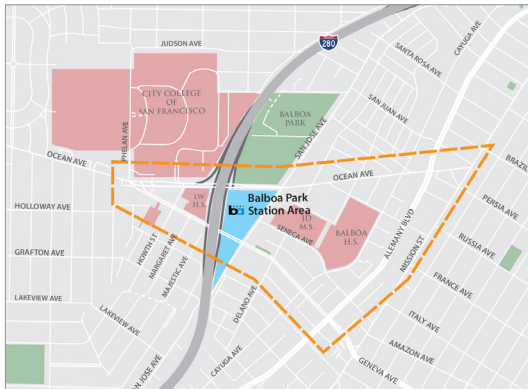 JUDSON AVE
280
SANTA ROSA AVE
CAYUGA AVE
CITY COLLEGE
OF
SAN FRANCISCO
PHELAN AVE
BALBOA
PARK
SAN JUAN AVE
SAN JOSE AVE
OCEAN AVE
OCEAN AVE
BRAZIL
HOLLOWAY AVE
LW
H.S.
Balboa Park
ba Station Area
JD
M.S.
SENECA AVE
BALBOA
H.S.
PERSIA AVE
ALEMANY BLVD
MISSION ST
RUSSIA AVE
GRAFTON AVE
HOWTH ST
MARGARET AVE
MAJESTIC AVE
FRANCE AVE
LAKEVIEW AVE
LAKEVIEW AVE
DELANO AVE
ITALY AVE
AMAZON AVE
CAYUGA AVE
GENEVA AVE
JOSE AVE